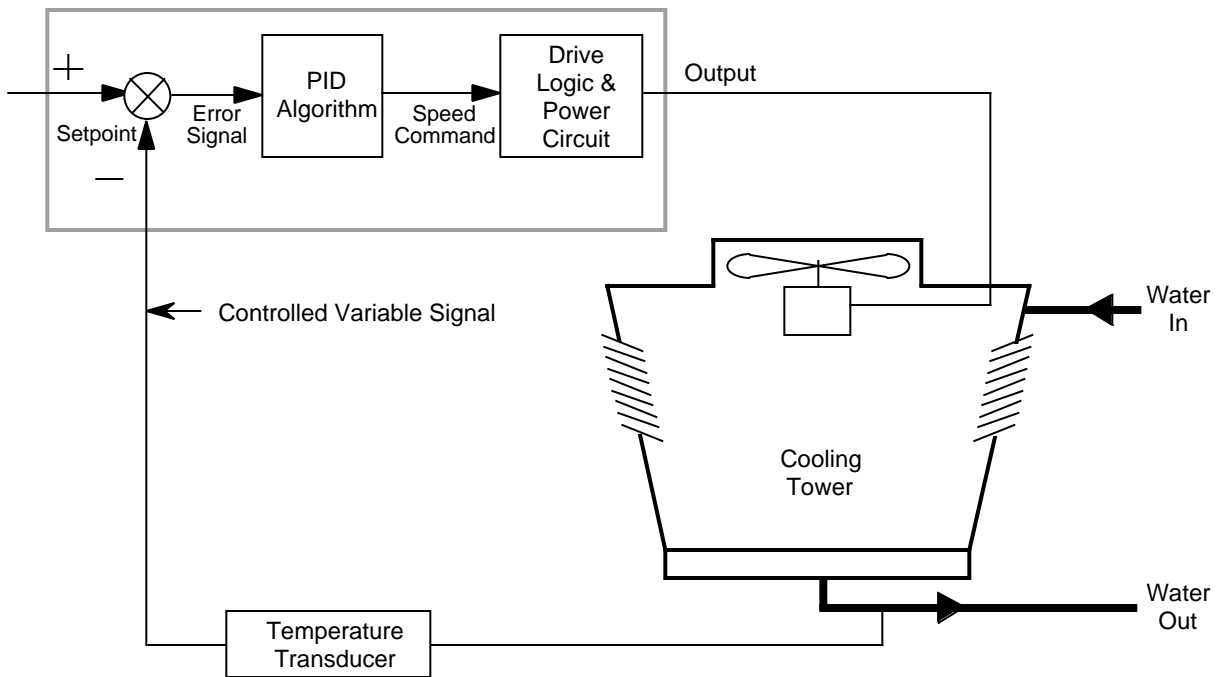 +
Setpoint
−
Error
Signal
PID
Algorithm
Speed
Command
Drive
Logic &
Power
Circuit
Output
Controlled Variable Signal
Water
In
Cooling
Tower
Water
Out
Temperature
Transducer